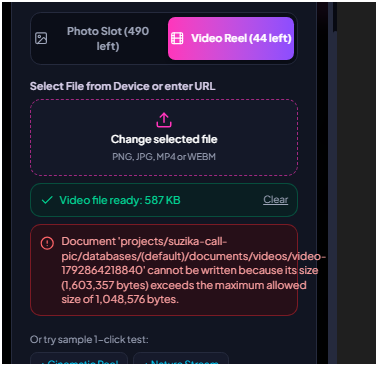 Photo Slot (490
left)
Video Reel (44 left)
Select File from Device or enter URL
Change selected file
PNG, JPG, MP4 or WEBM
Video file ready: 587 KB
Clear
Document 'projects/suzika-call-
pic/databases/(default)/documents/videos/video-
1792864218840' cannot be written because its size
(1,603,357 bytes) exceeds the maximum allowed
size of 1,048,576 bytes.
Or try sample 1-click test:
Cinematic Reel
Nature Stream